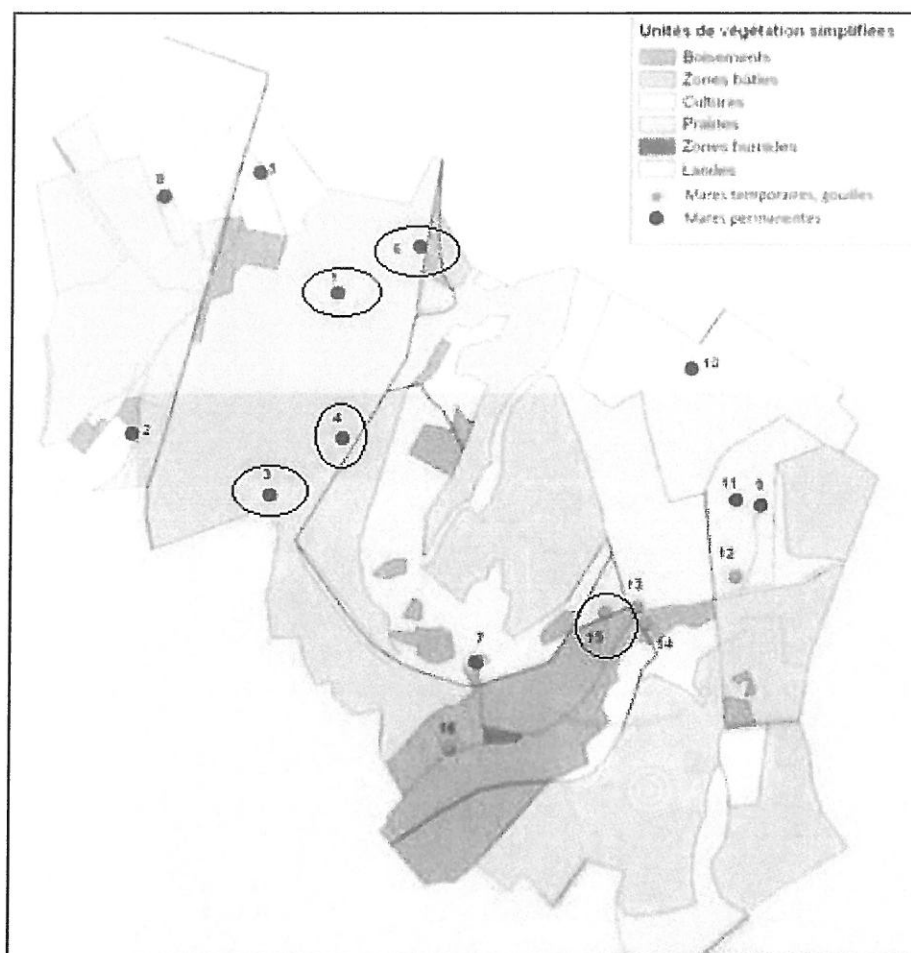 Unités de végétation simplifiées
Boisements
Zones bâties
Cultures
Prairies
Zones humides
Landes
Mares temporaires, gouilles
Mares permanentes
8
5
6
1
10
4
2
3
11
9
12
13
15
14
7
16